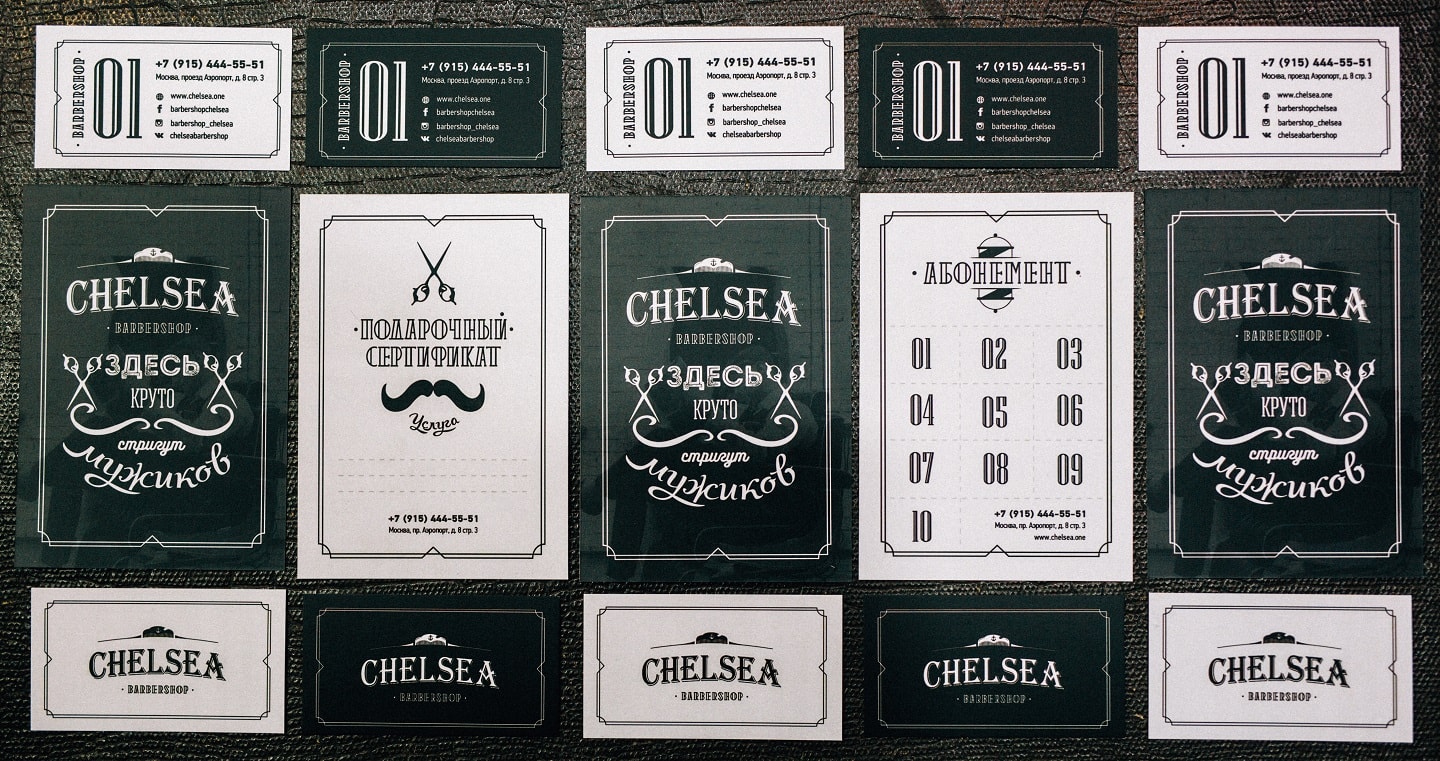 BARBERSHOP
01
+7 (915) 444-55-51
Москва, проезд Аэропорт, д. 8 стр. 3
www.chelsea.one
barbershopchelsea
barbershop_chelsea
chelseabarbershop
BARBERSHOP
01
+7 (915) 444-55-51
Москва, проезд Аэропорт, д. 8 стр. 3
www.chelsea.one
barbershopchelsea
barbershop_chelsea
chelseabarbershop
BARBERSHOP
01
+7 (915) 444-55-51
Москва, проезд Аэропорт, д. 8 стр. 3
www.chelsea.one
barbershopchelsea
barbershop_chelsea
chelseabarbershop
BARBERSHOP
01
+7 (915) 444-55-51
Москва, проезд Аэропорт, д. 8 стр. 3
www.chelsea.one
barbershopchelsea
barbershop_chelsea
chelseabarbershop
BARBERSHOP
01
+7 (915) 444-55-51
Москва, проезд Аэропорт, д. 8 стр. 3
www.chelsea.one
barbershopchelsea
barbershop_chelsea
chelseabarbershop
CHELSEA
· BARBERSHOP ·
ЗДЕСЬ
КРУТО
стригут
мужиков
· ПОДАРОЧНЫЙ ·
СЕРТИФИКАТ
Услуга
+7 (915) 444-55-51
Москва, пр. Аэропорт, д. 8 стр. 3
CHELSEA
· BARBERSHOP ·
ЗДЕСЬ
КРУТО
стригут
мужиков
· АБОНЕМЕНТ ·
01 02 03
04 05 06
07 08 09
10
+7 (915) 444-55-51
Москва, пр. Аэропорт, д. 8 стр. 3
www.chelsea.one
CHELSEA
· BARBERSHOP ·
ЗДЕСЬ
КРУТО
стригут
мужиков
CHELSEA
· BARBERSHOP ·
CHELSEA
· BARBERSHOP ·
CHELSEA
· BARBERSHOP ·
CHELSEA
· BARBERSHOP ·
CHELSEA
· BARBERSHOP ·